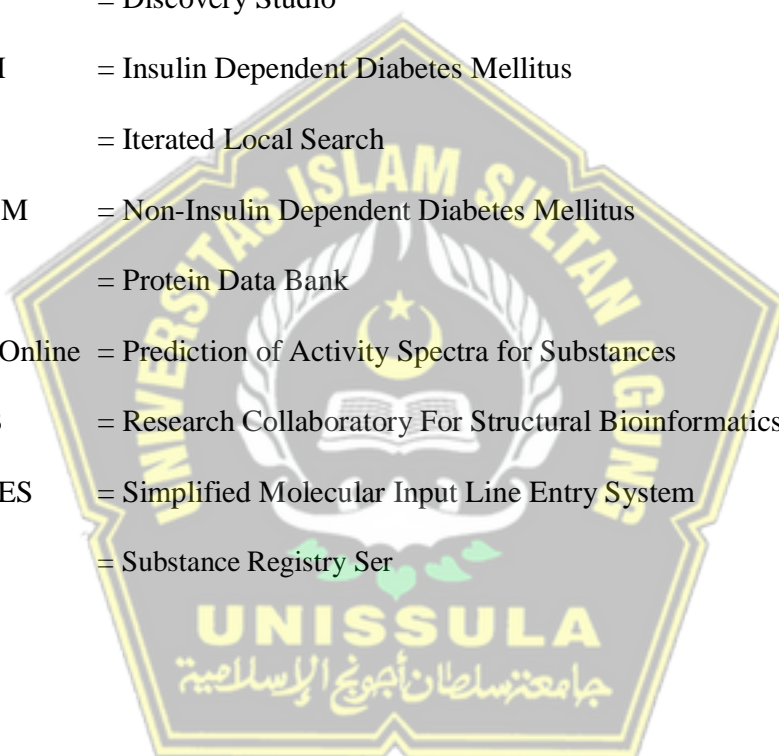 = Discovery Studio
= Insulin Dependent Diabetes Mellitus
= Iterated Local Search
M = Non-Insulin Dependent Diabetes Mellitus
= Protein Data Bank
Online = Prediction of Activity Spectra for Substances
= Research Collaboratory For Structural Bioinformatics
ES = Simplified Molecular Input Line Entry System
= Substance Registry Ser
UNIVERSITAS ISLAM SULTAN AGUNG
UNISSULA
جامعة سلطان أجونج الإسلامية